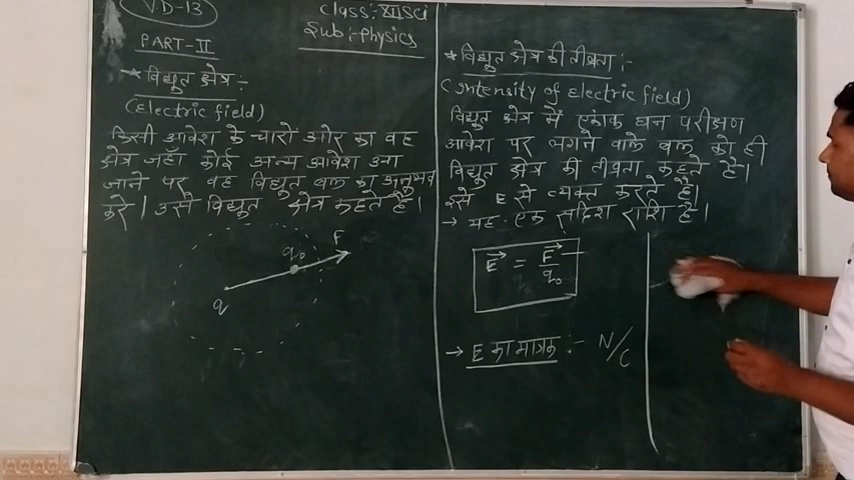 V.D-13
Class:- XII Sci
Sub:- Physics
PART-II
* विद्युत क्षेत्र :-
(Electric field)
किसी आवेश के चारों ओर का वह
क्षेत्र जहाँ कोई अन्य आवेश
जाने पर वह विद्युत बल का अनुभव
करे। उसे विद्युत क्षेत्र कहते है।
q
q₀
F
* विद्युत क्षेत्र की तीव्रता :-
(Intensity of Electric field)
विद्युत क्षेत्र में एकांक धन परीक्षण
आवेश पर लगने वाले बल को ही
विद्युत क्षेत्र की तीव्रता कहते है।
इसे E से व्यक्त करते है।
→ यह एक सदिश राशि है।
E⃗ = F⃗/q₀
→ E का मात्रक :- N/C